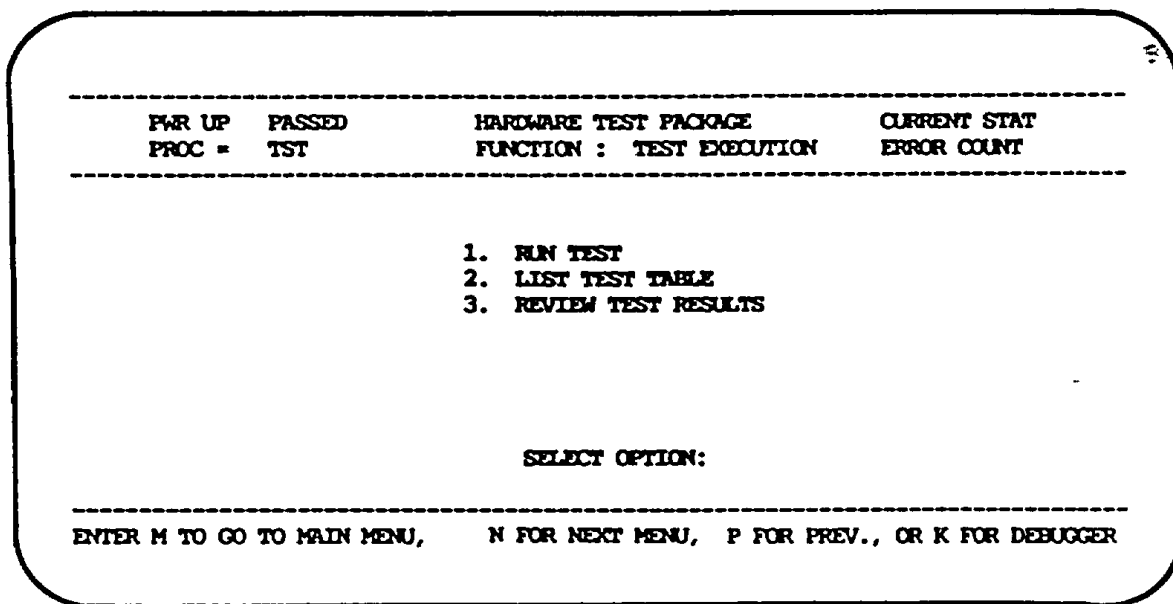 PWR UP PASSED HARDWARE TEST PACKAGE CURRENT STAT
PROC = TST FUNCTION : TEST EXECUTION ERROR COUNT
1. RUN TEST
2. LIST TEST TABLE
3. REVIEW TEST RESULTS
SELECT OPTION:
ENTER M TO GO TO MAIN MENU, N FOR NEXT MENU, P FOR PREV., OR K FOR DEBUGGER